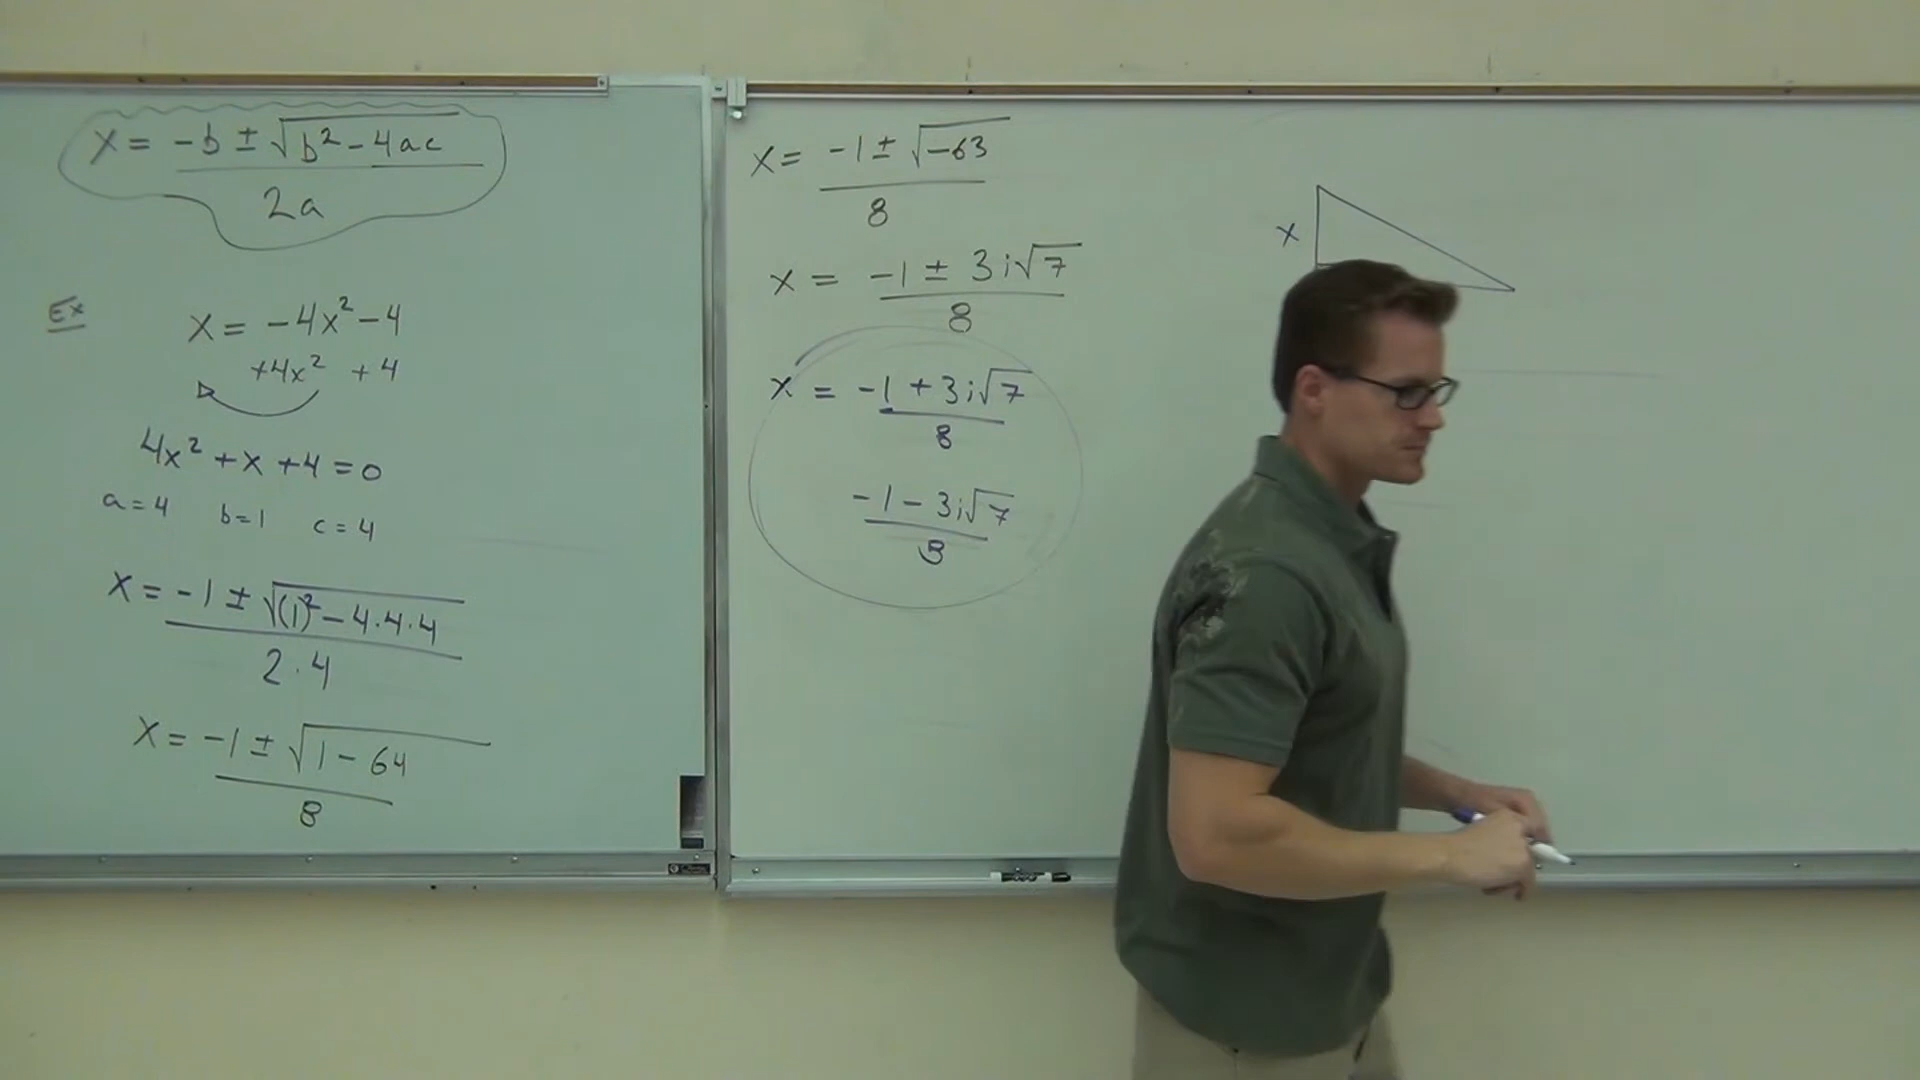 x = -b ± √b² - 4ac
2a
Ex
x = -4x² - 4
+4x² + 4
4x² + x + 4 = 0
a = 4 b = 1 c = 4
x = -1 ± √(1)² - 4·4·4
2·4
x = -1 ± √1 - 64
8
x = -1 ± √-63
8
x = -1 ± 3i√7
8
x = -1 + 3i√7
8
-1 - 3i√7
8
x